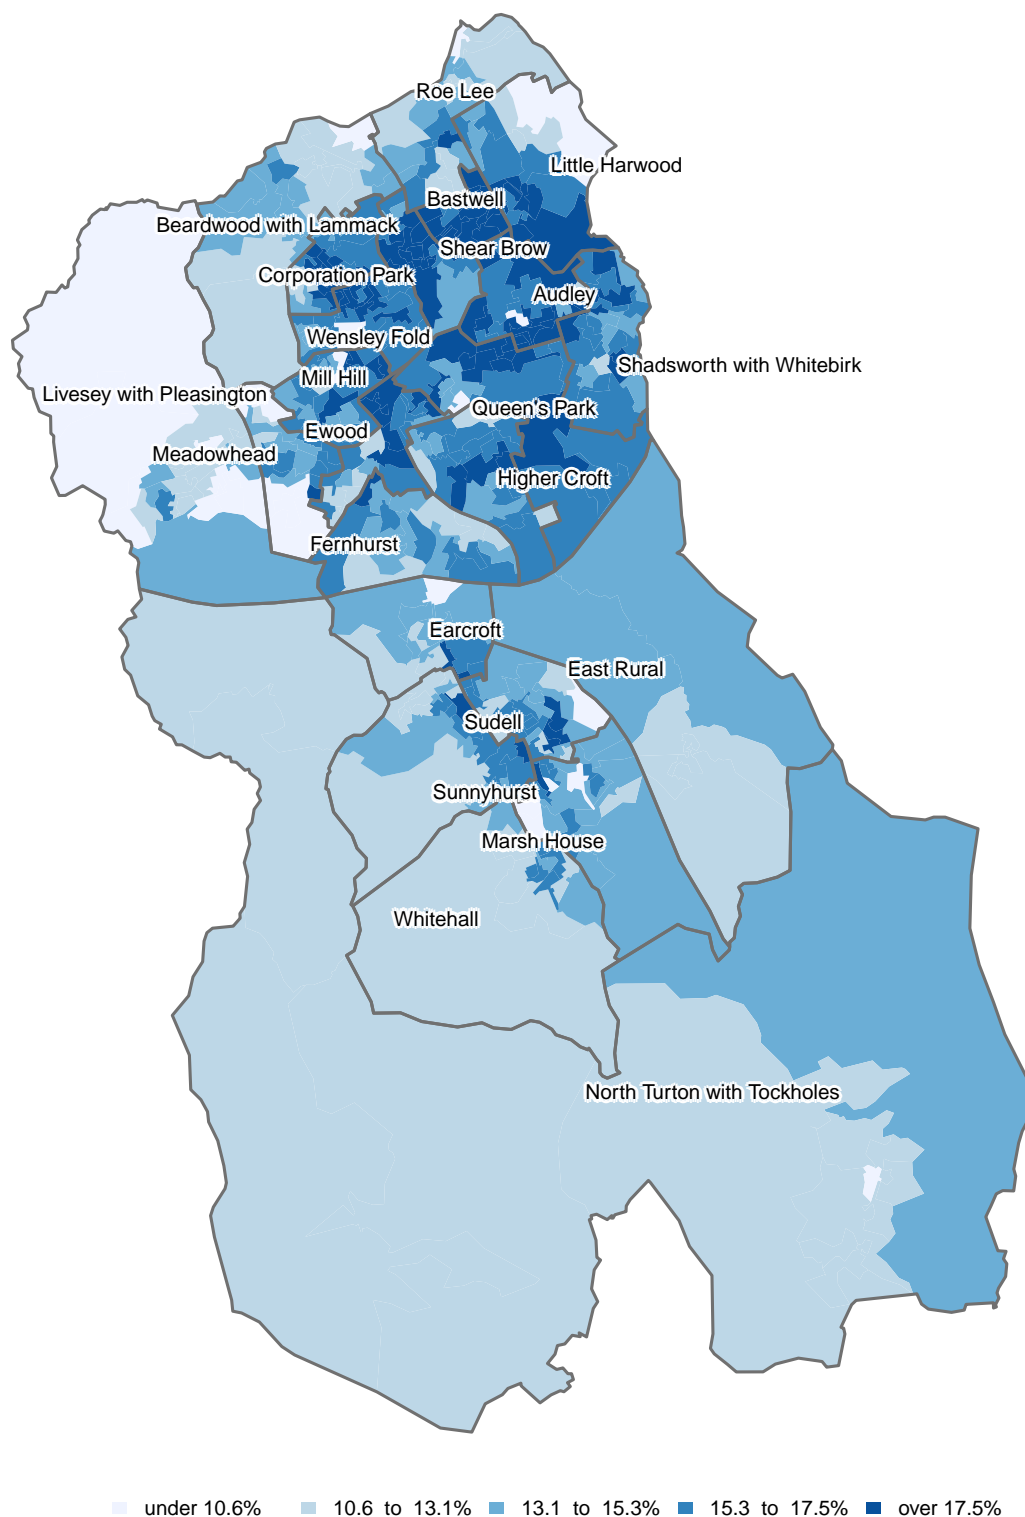 Roe Lee
Little Harwood
Bastwell
Beardwood with Lammack
Shear Brow
Corporation Park
Audley
Wensley Fold
Shadsworth with Whitebirk
Mill Hill
Livesey with Pleasington
Queen's Park
Ewood
Meadowhead
Higher Croft
Fernhurst
Earcroft
East Rural
Sudell
Sunnyhurst
Marsh House
Whitehall
North Turton with Tockholes
under 10.6% 10.6 to 13.1% 13.1 to 15.3% 15.3 to 17.5% over 17.5%